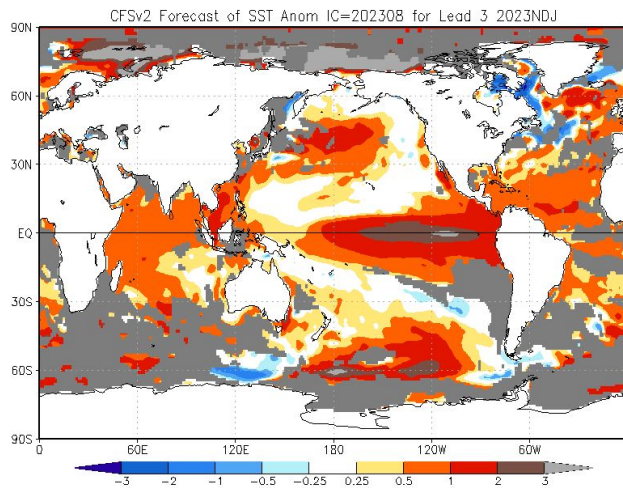 CFSv2 Forecast of SST Anom IC=202308 for Lead 3 2023NDJ
90N
60N
30N
EQ
30S
60S
90S
0 60E 120E 180 120W 60W
-3 -2 -1 -0.5 -0.25 0.25 0.5 1 2 3